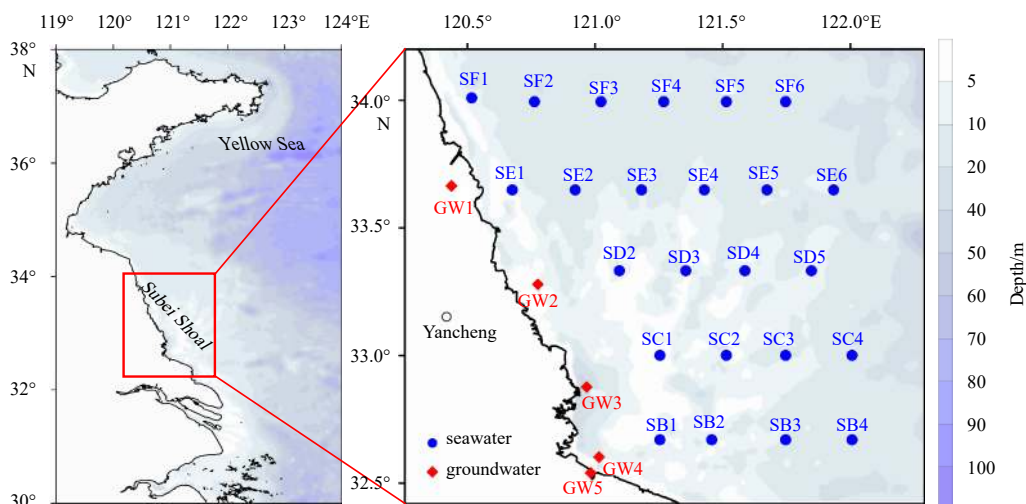 119° 120° 121° 122° 123° 124°E
38°
N
36°
34°
32°
30°
Yellow Sea
Subei Shoal
120.5° 121.0° 121.5° 122.0°E
34.0°
N
33.5°
33.0°
32.5°
SF1 SF2 SF3 SF4 SF5 SF6
SE1 SE2 SE3 SE4 SE5 SE6
GW1
SD2 SD3 SD4 SD5
GW2
Yancheng
SC1 SC2 SC3 SC4
GW3
SB1 SB2 SB3 SB4
seawater
groundwater
GW4
GW5
5
10
20
30
50
60
70
80
90
100
Depth/m